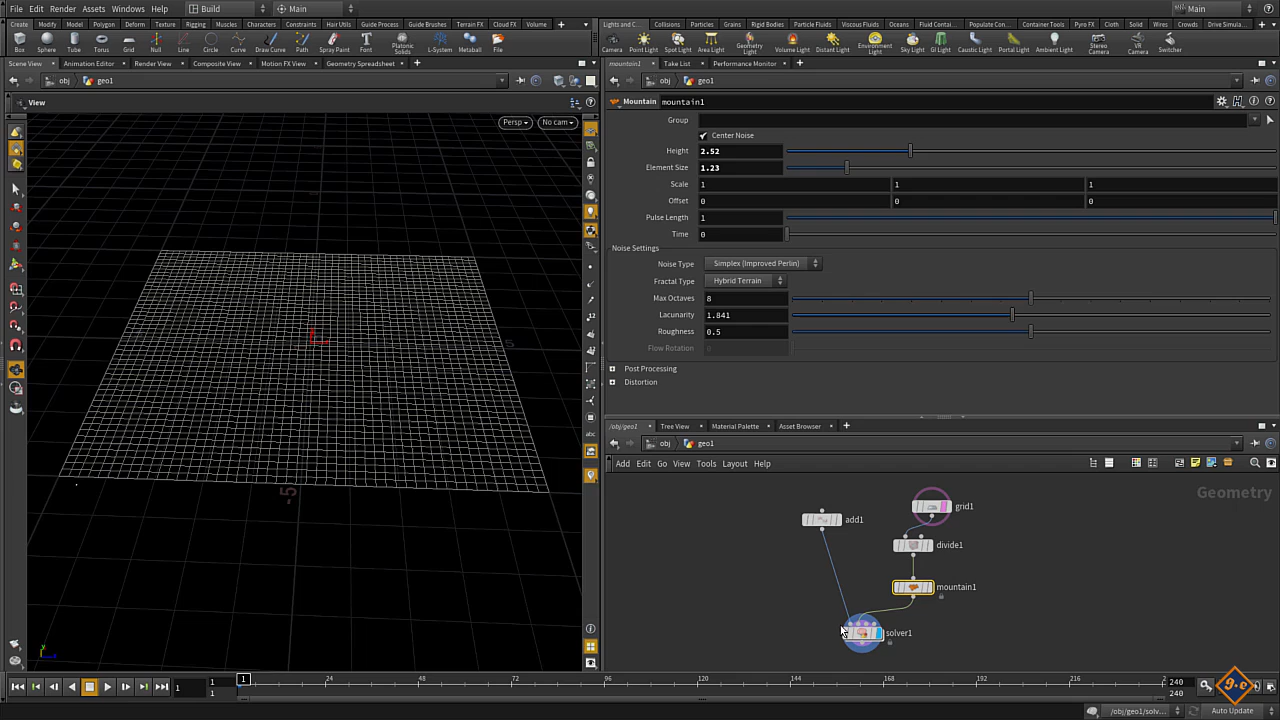 File Edit Render Assets Windows Help Build Main Main
Create Modify Model Polygon Deform Texture Rigging Muscles Characters Constraints Hair Utils Guide Process Guide Brushes Terrain FX Simple FX Cloud FX Volume
Lights and C... Collisions Particles Grains Rigid Bodies Particle Fluids Viscous Fluids Oceans Fluid Contai... Populate Con... Container Tools Pyro FX Cloth Solid Wires Crowds Drive Simula...
Box Sphere Tube Torus Grid Null Line Circle Curve Draw Curve Path Spray Paint Font Platonic Solids L-System Metaball File
Camera Point Light Spot Light Area Light Geometry Light Volume Light Distant Light Environment Light Sky Light GI Light Caustic Light Portal Light Ambient Light Stereo Camera VR Camera Switcher
Scene View Animation Editor Render View Composite View Motion FX View Geometry Spreadsheet
mountain1 Take List Performance Monitor
obj geo1
obj geo1
View
Persp No cam
5
-5
Mountain mountain1
Group
Center Noise
Height 2.52
Element Size 1.23
Scale 1 1 1
Offset 0 0 0
Pulse Length 1
Time 0
Noise Settings
Noise Type Simplex (Improved Perlin)
Fractal Type Hybrid Terrain
Max Octaves 8
Lacunarity 1.841
Roughness 0.5
Flow Rotation 0
Post Processing
Distortion
/obj/geo1 Tree View Material Palette Asset Browser
obj geo1
Add Edit Go View Tools Layout Help
Geometry
add1
grid1
divide1
mountain1
solver1
1 1 1 1 24 48 72 96 120 144 168 192 216 240 240
/obj/geo1/solv... Auto Update